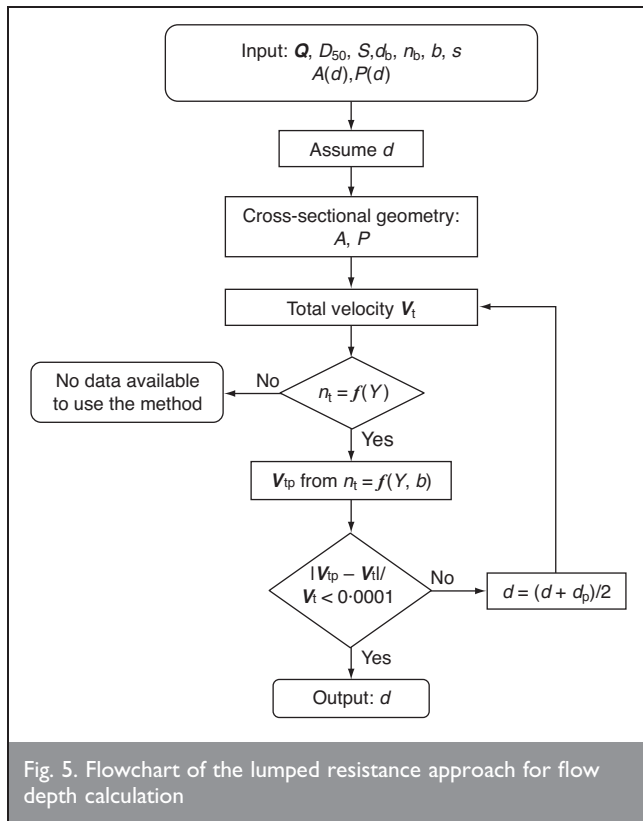 Input: Q, D50, S,db, nb, b, s
A(d),P(d)
Assume d
Cross-sectional geometry:
A, P
Total velocity Vt
No data available
to use the method
No
nt = f(Y)
Yes
Vtp from nt = f(Y, b)
|Vtp – Vt|/
Vt < 0·0001
No
d = (d + dp)/2
Yes
Output: d
Fig. 5. Flowchart of the lumped resistance approach for flow
depth calculation